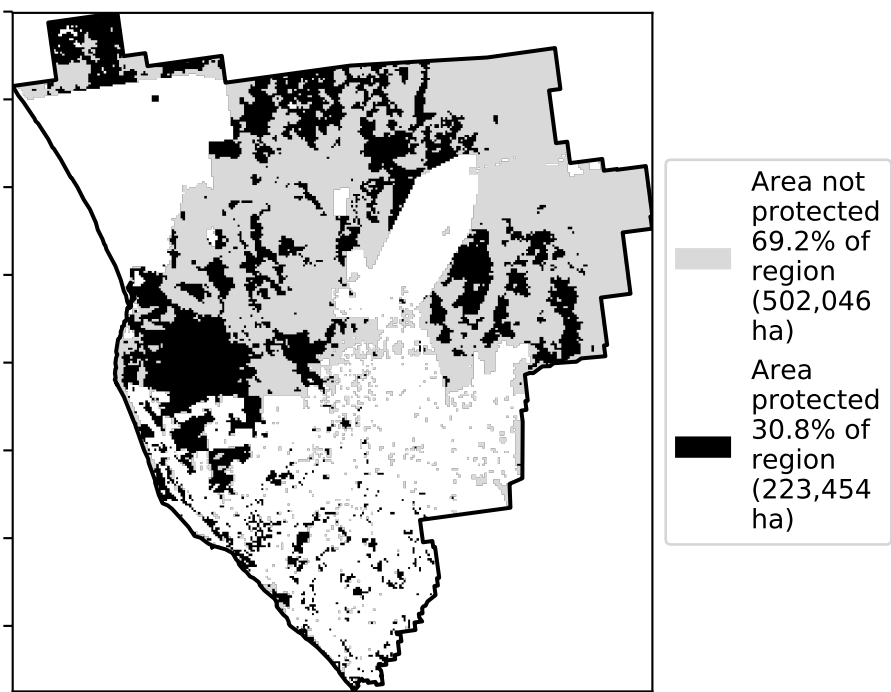 Area not
protected
69.2% of
region
(502,046
ha)
Area
protected
30.8% of
region
(223,454
ha)